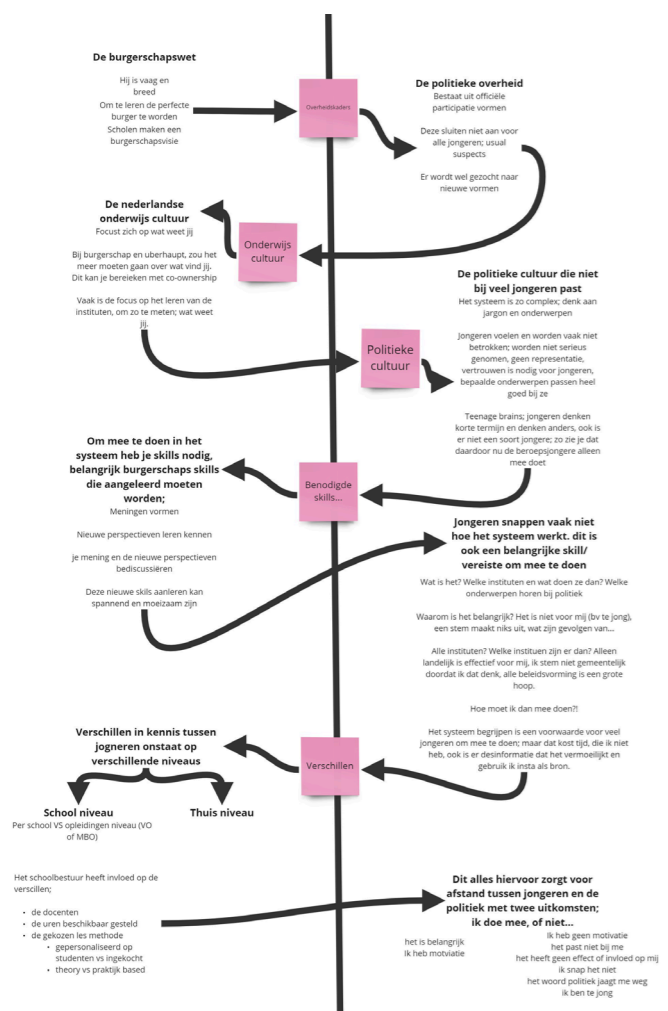 De burgerschapswet
Hij is vaag en
breed
Om te leren de perfecte
burger te worden
Scholen maken een
burgerschapsvisie
Overheidskaders
De politieke overheid
Bestaat uit officiële
participatie vormen
Deze sluiten niet aan voor
alle jongeren; usual
suspects
Er wordt wel gezocht naar
nieuwe vormen
De nederlandse
onderwijs cultuur
Focust zich op wat weet jij
Bij burgerschap en uberhaupt, zou het
meer moeten gaan over wat vind jij.
Dit kan je bereieken met co-ownership
Vaak is de focus op het leren van de
instituten, om zo te meten; wat weet
jij.
Onderwijs
cultuur
De politieke cultuur die niet
bij veel jongeren past
Het systeem is zo complex; denk aan
jargon en onderwerpen
Jongeren voelen en worden vaak niet
betrokken; worden niet serieus
genomen, geen representatie,
vertrouwen is nodig voor jongeren,
bepaalde onderwerpen passen heel
goed bij ze
Teenage brains; jongeren denken
korte termijn en denken anders, ook is
er niet een soort jongere; zo zie je dat
daardoor nu de beroepsjongere alleen
mee doet
Politieke
cultuur
Om mee te doen in het
systeem heb je skills nodig,
belangrijk burgerschaps skills
die aangeleerd moeten
worden;
Meningen vormen
Nieuwe perspectieven leren kennen
je mening en de nieuwe perspectieven
bediscussiëren
Deze nieuwe skils aanleren kan
spannend en moeizaam zijn
Benodigde
skills...
Jongeren snappen vaak niet
hoe het systeem werkt. dit is
ook een belangrijke skill/
vereiste om mee te doen
Wat is het? Welke instituten en wat doen ze dan? Welke
onderwerpen horen bij politiek
Waarom is het belangrijk? Het is niet voor mij (bv te jong),
een stem maakt niks uit, wat zijn gevolgen van...
Alle instituten? Welke instituen zijn er dan? Alleen
landelijk is effectief voor mij, ik stem niet gemeentelijk
doordat ik dat denk, alle beleidsvorming is een grote
hoop.
Hoe moet ik dan mee doen?!
Het systeem begrijpen is een voorwaarde voor veel
jongeren om mee te doen; maar dat kost tijd, die ik niet
heb, ook is er desinformatie dat het vermoeilijkt en
gebruik ik insta als bron.
Verschillen in kennis tussen
jogneren onstaat op
verschillende niveaus
Verschillen
School niveau
Per school VS opleidingen niveau (VO
of MBO)
Thuis niveau
Het schoolbestuur heeft invloed op de
verscillen;
• de docenten
• de uren beschikbaar gesteld
• de gekozen les methode
• gepersonaliseerd op
studenten vs ingekocht
• theory vs praktijk based
Dit alles hiervoor zorgt voor
afstand tussen jongeren en de
politiek met twee uitkomsten;
ik doe mee, of niet...
het is belangrijk
Ik heb motviatie
Ik heb geen motivatie
het past niet bij me
het heeft geen effect of invloed op mij
ik snap het niet
het woord politiek jaagt me weg
ik ben te jong